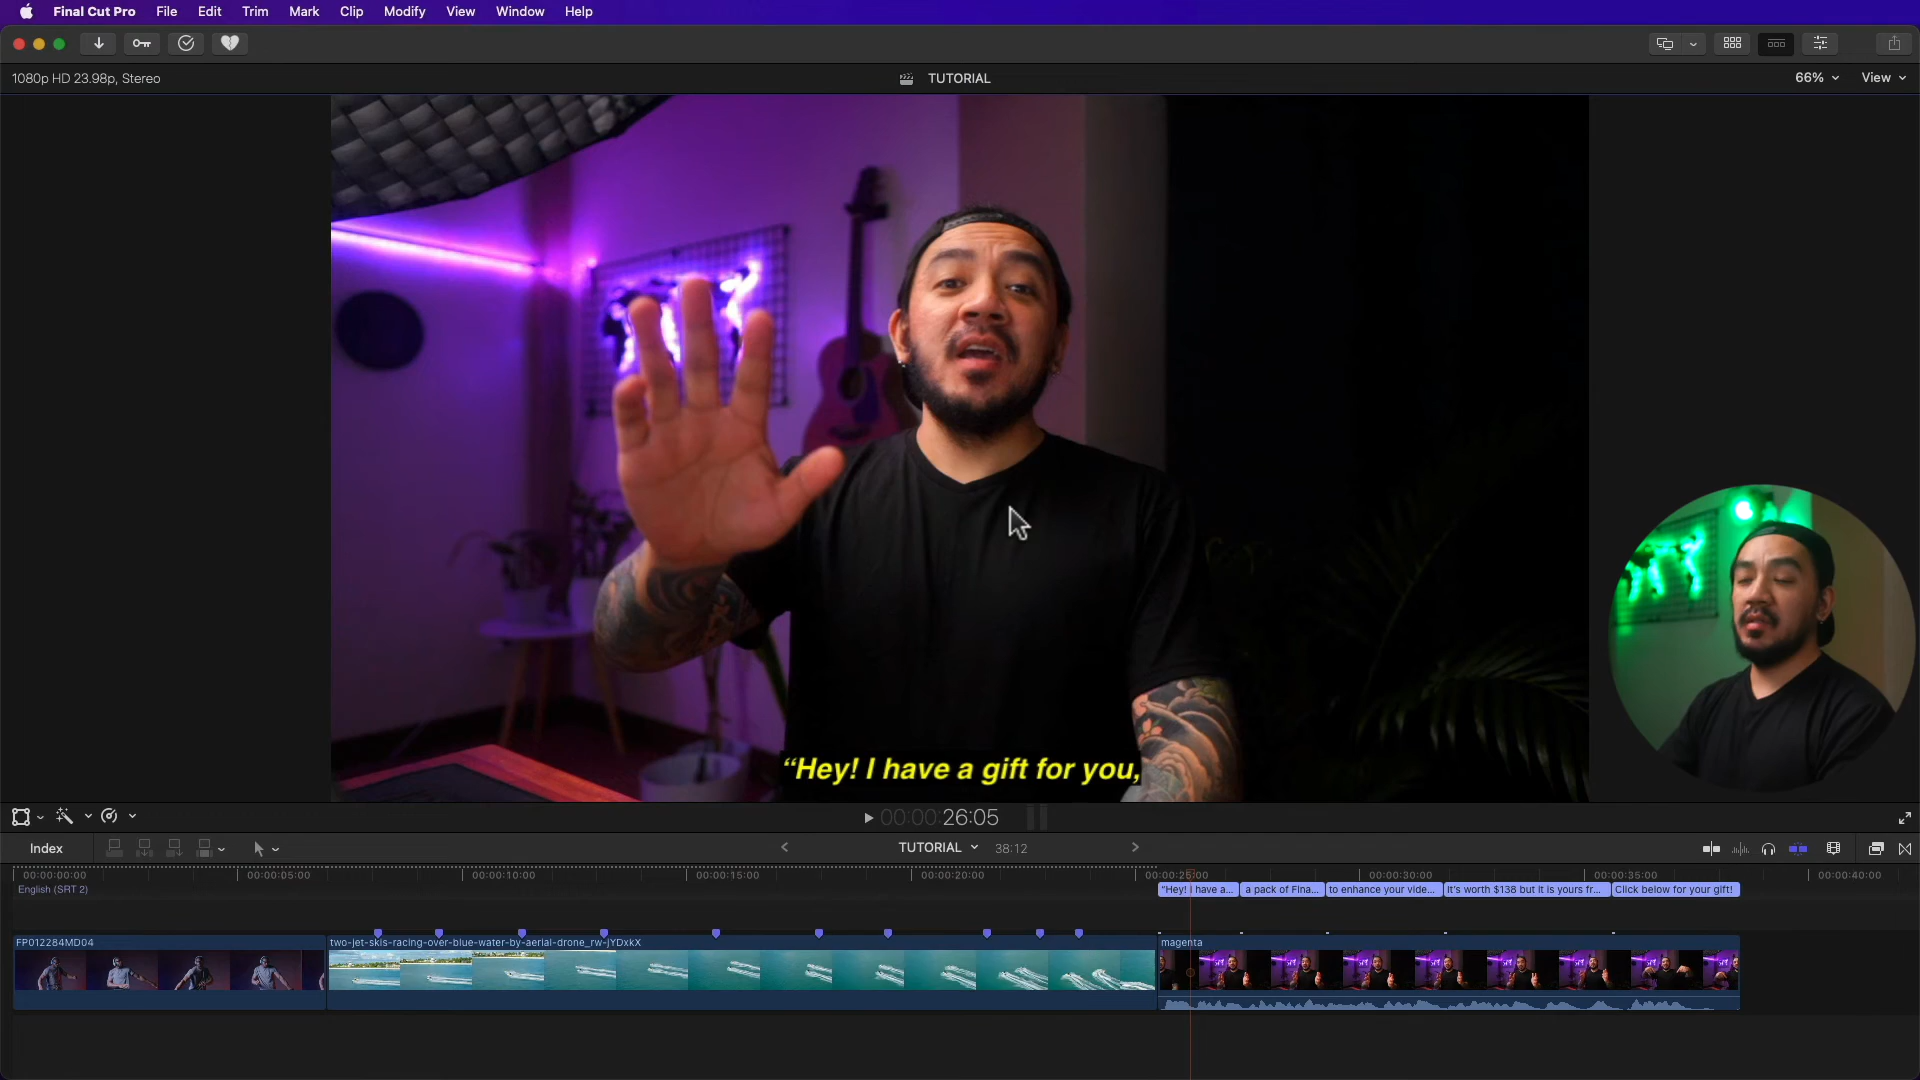 Final Cut Pro File Edit Trim Mark Clip Modify View Window Help
1080p HD 23.98p, Stereo
TUTORIAL
66% View
“Hey! I have a gift for you,
00:00:26:05
Index
TUTORIAL 38:12
00:00:00:00 00:00:05:00 00:00:10:00 00:00:15:00 00:00:20:00 00:00:25:00 00:00:30:00 00:00:35:00 00:00:40:00
English (SRT 2)
"Hey! I have a... a pack of Fina... to enhance your vide... It's worth $138 but it is yours fr... Click below for your gift!
FP012284MD04 two-jet-skis-racing-over-blue-water-by-aerial-drone_rw-jYDxkX magenta